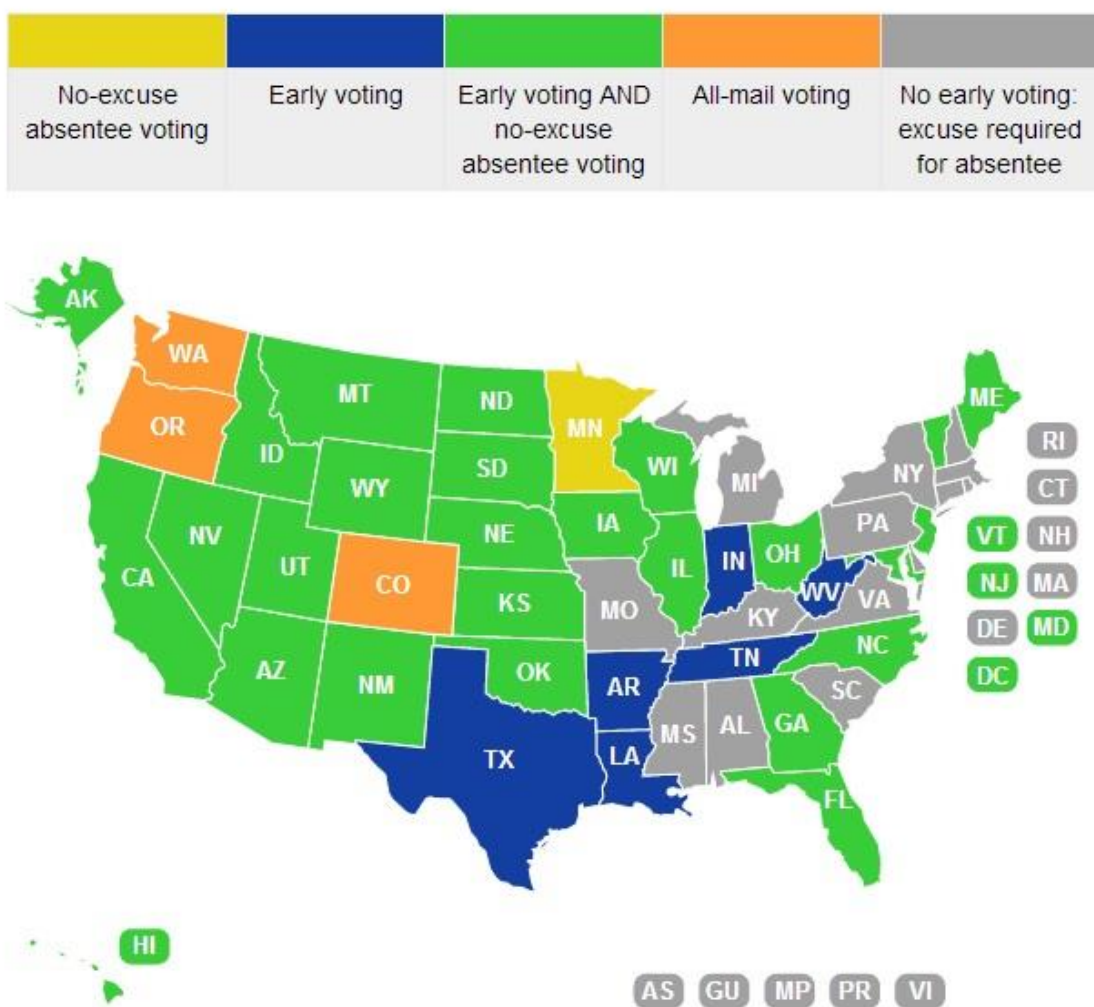 No-excuse
absentee voting
Early voting
Early voting AND
no-excuse
absentee voting
All-mail voting
No early voting:
excuse required
for absentee
AK
WA
MT
ND
MN
ME
OR
ID
SD
WI
MI
NY
RI
WY
CT
NV
NE
IA
PA
VT
NH
CA
UT
CO
IL
IN
OH
WV
VA
NJ
MA
KS
MO
KY
DE
MD
AZ
NM
OK
AR
TN
NC
DC
SC
TX
LA
MS
AL
GA
FL
HI
AS
GU
MP
PR
VI